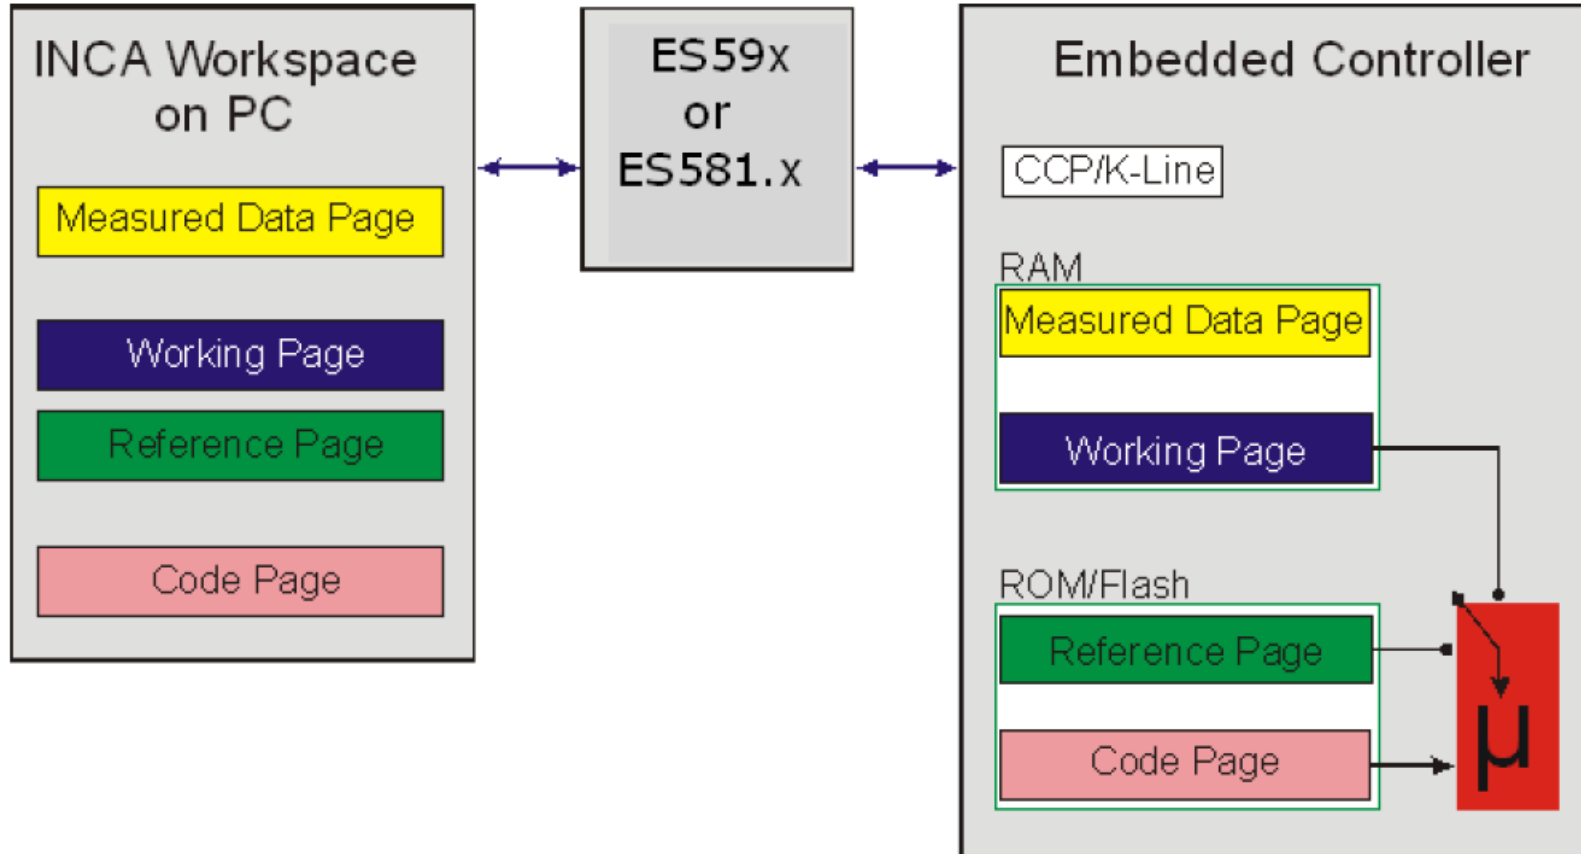 INCA Workspace
on PC
Measured Data Page
Working Page
Reference Page
Code Page
ES59x
or
ES581.x
Embedded Controller
CCP/K-Line
RAM
Measured Data Page
Working Page
ROM/Flash
Reference Page
Code Page
μ